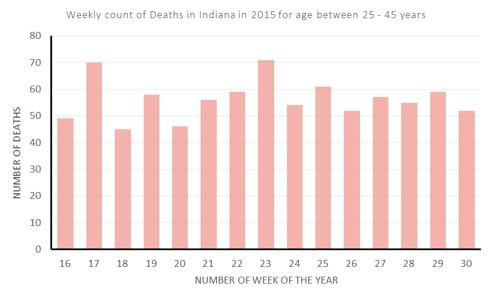 Weekly count of Deaths in Indiana in 2015 for age between 25 - 45 years
80
70
60
50
40
30
20
10
0
NUMBER OF DEATHS
16 17 18 19 20 21 22 23 24 25 26 27 28 29 30
NUMBER OF WEEK OF THE YEAR